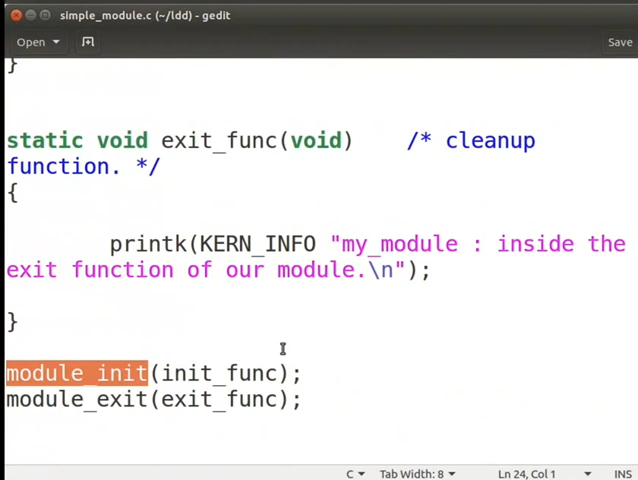 simple_module.c (~/ldd) - gedit
Open Save
}
static void exit_func(void) /* cleanup
function. */
{
printk(KERN_INFO "my_module : inside the
exit function of our module.\n");
}
module_init(init_func);
module_exit(exit_func);
C Tab Width: 8 Ln 24, Col 1 INS